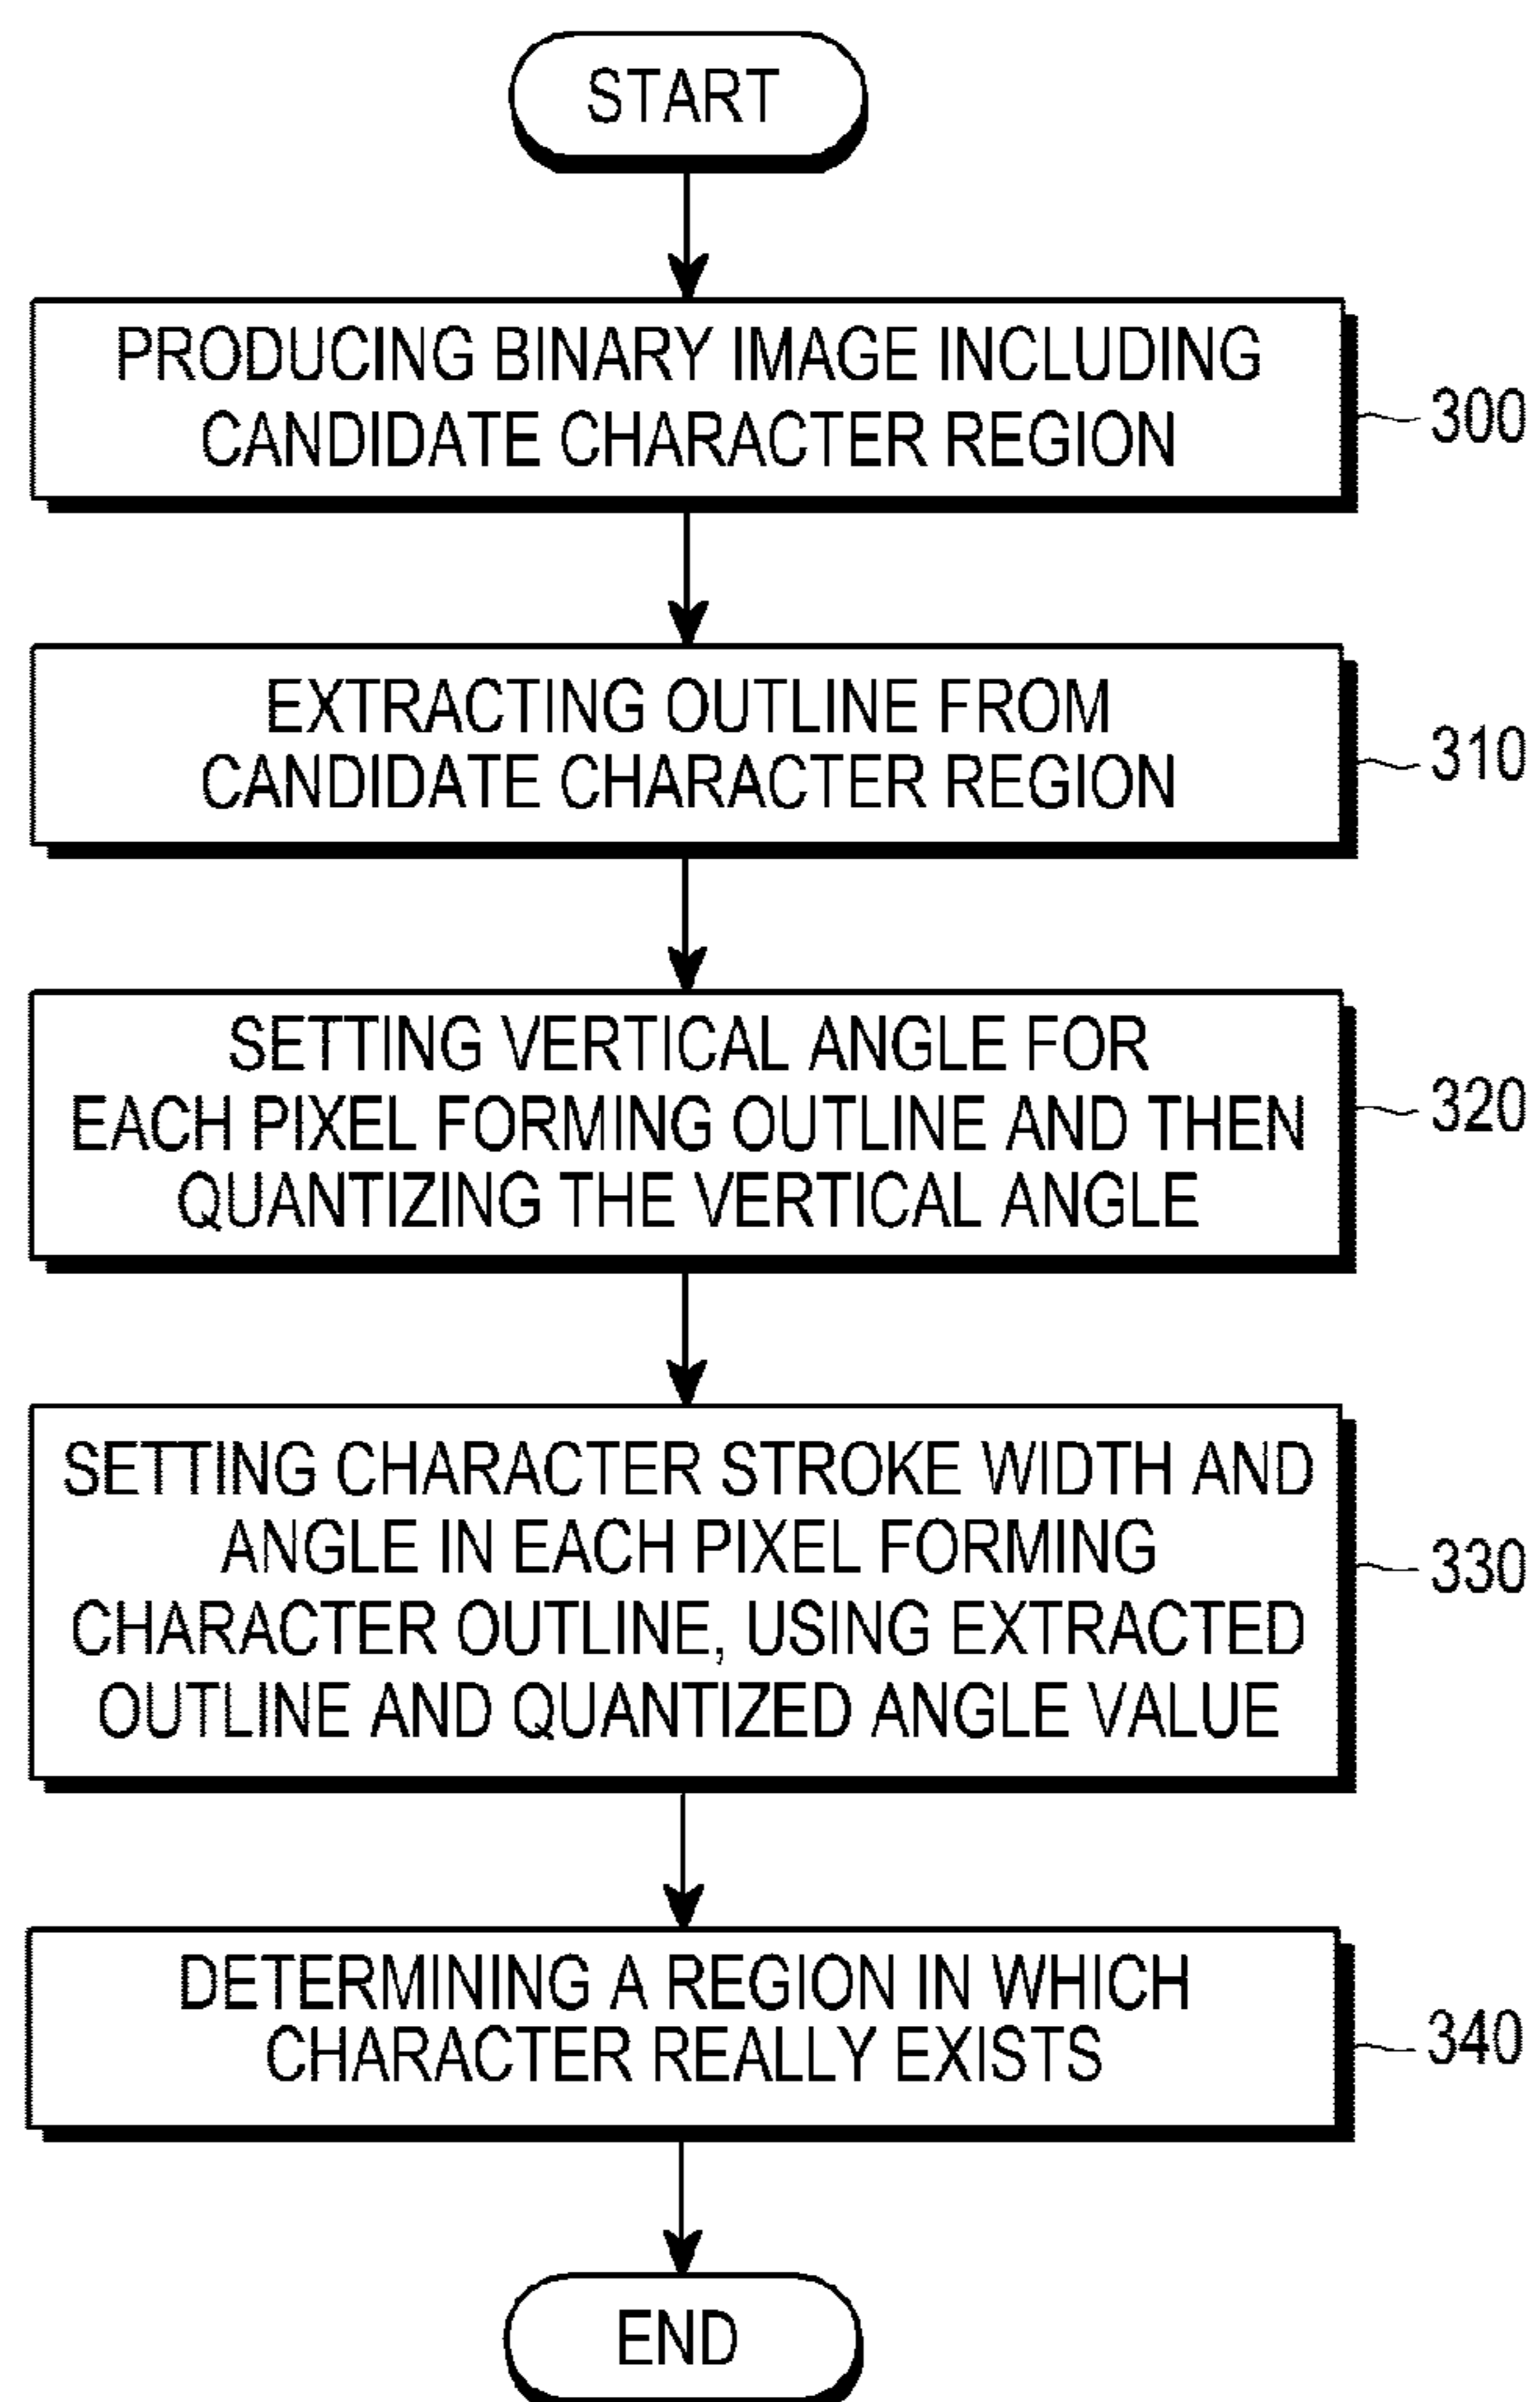 START
PRODUCING BINARY IMAGE INCLUDING
CANDIDATE CHARACTER REGION
300
EXTRACTING OUTLINE FROM
CANDIDATE CHARACTER REGION
310
SETTING VERTICAL ANGLE FOR
EACH PIXEL FORMING OUTLINE AND THEN
QUANTIZING THE VERTICAL ANGLE
320
SETTING CHARACTER STROKE WIDTH AND
ANGLE IN EACH PIXEL FORMING
CHARACTER OUTLINE, USING EXTRACTED
OUTLINE AND QUANTIZED ANGLE VALUE
330
DETERMINING A REGION IN WHICH
CHARACTER REALLY EXISTS
340
END